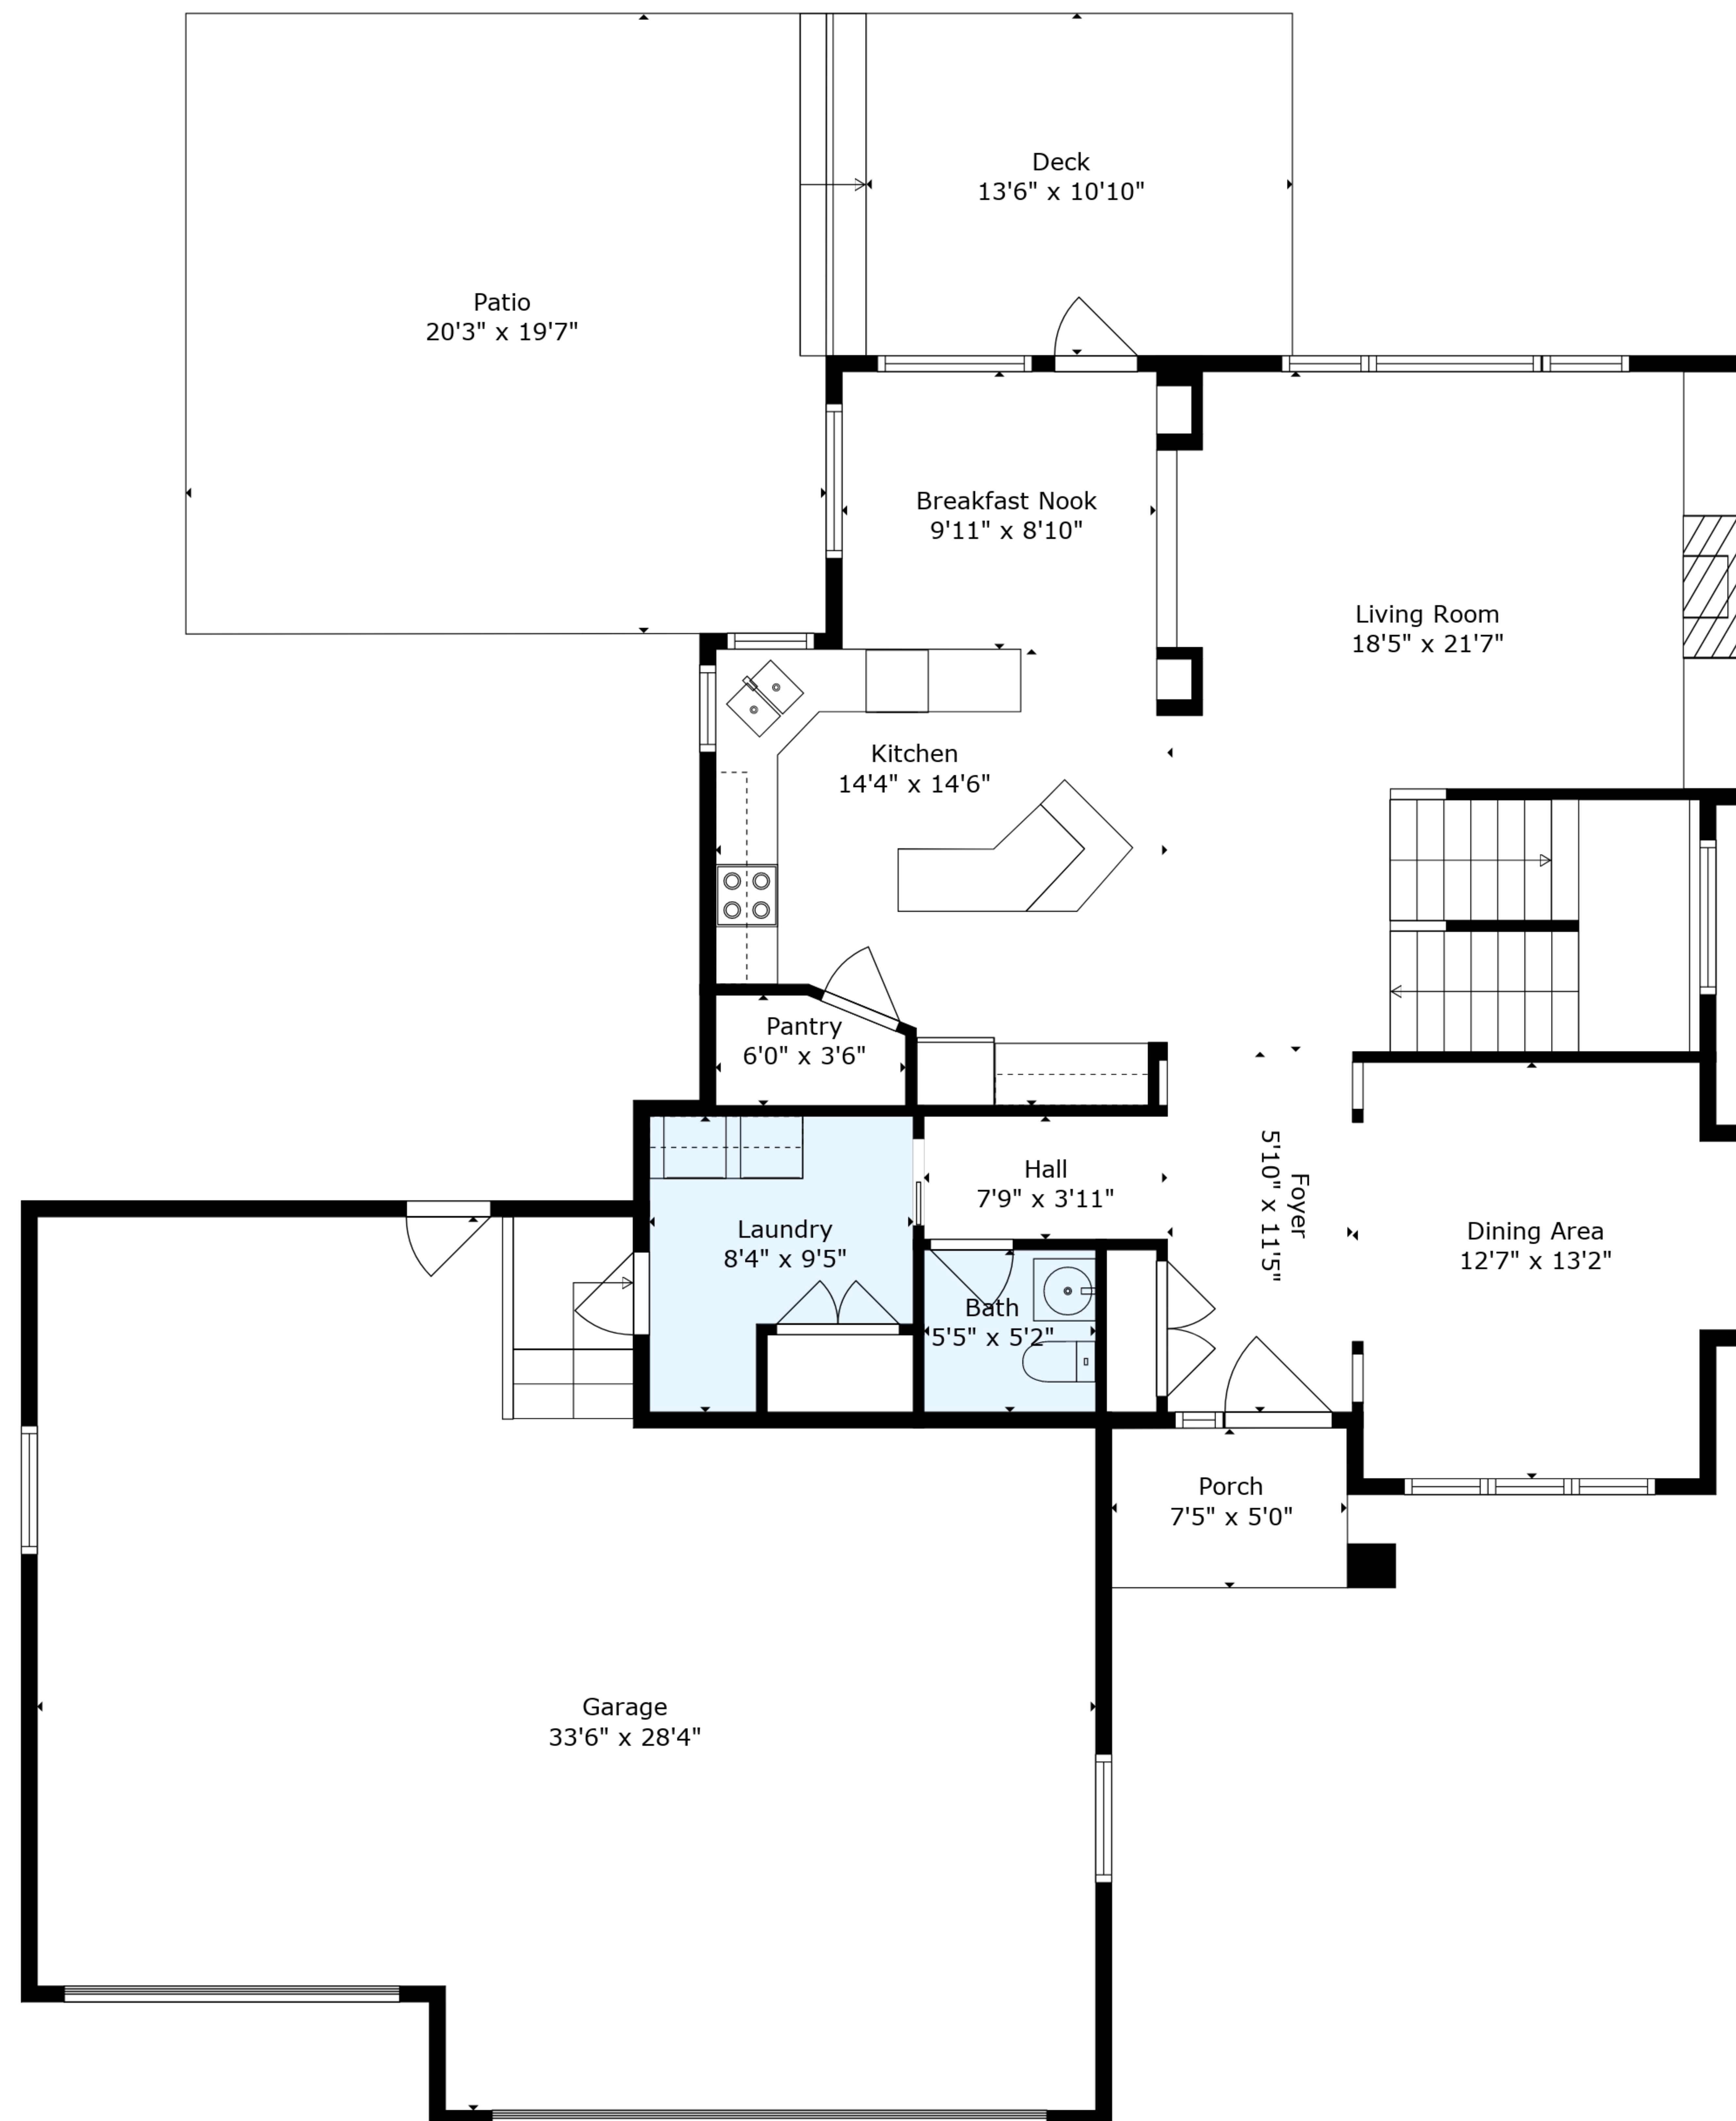 Deck
13'6" x 10'10"
Patio
20'3" x 19'7"
Breakfast Nook
9'11" x 8'10"
Living Room
18'5" x 21'7"
Kitchen
14'4" x 14'6"
Pantry
6'0" x 3'6"
Hall
7'9" x 3'11"
Foyer
5'10" x 11'5"
Laundry
8'4" x 9'5"
Dining Area
12'7" x 13'2"
Bath
5'5" x 5'2"
Porch
7'5" x 5'0"
Garage
33'6" x 28'4"